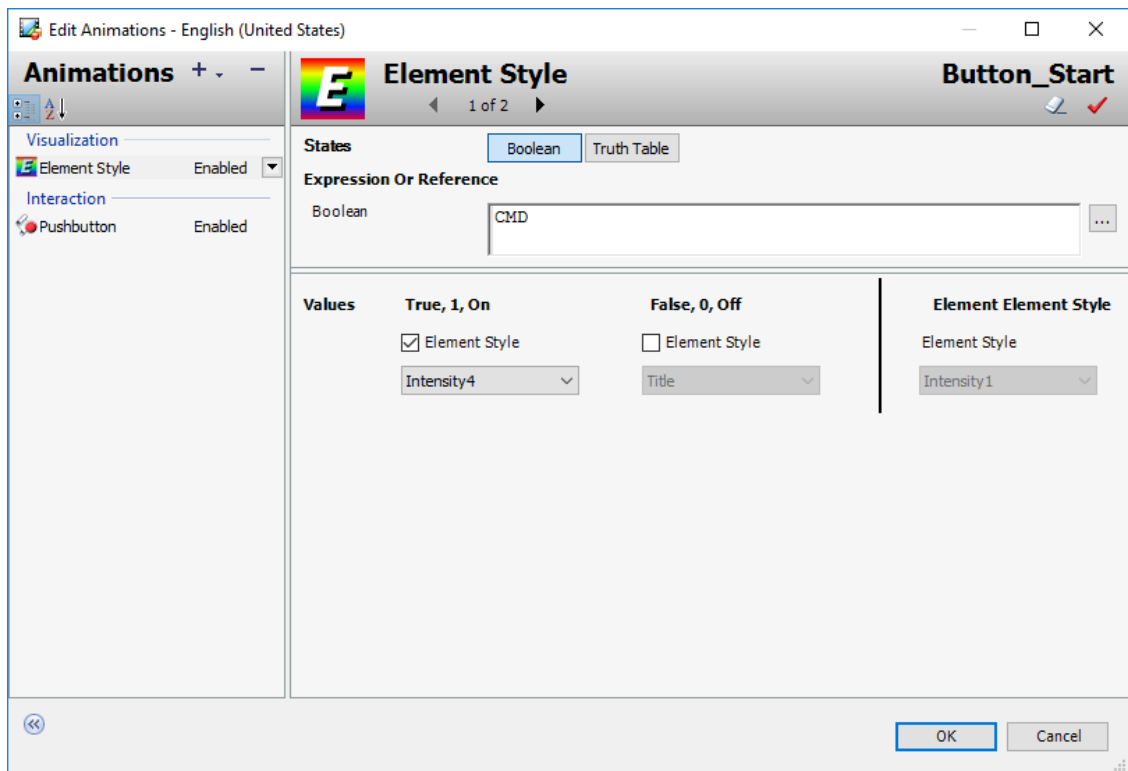 Edit Animations - English (United States)
Animations
Element Style
1 of 2
Button_Start
Visualization
Element Style Enabled
Interaction
Pushbutton Enabled
States Boolean Truth Table
Expression Or Reference
Boolean CMD ...
Values True, 1, On False, 0, Off Element Element Style
Element Style Element Style Element Style
Intensity4 Title Intensity1
OK Cancel